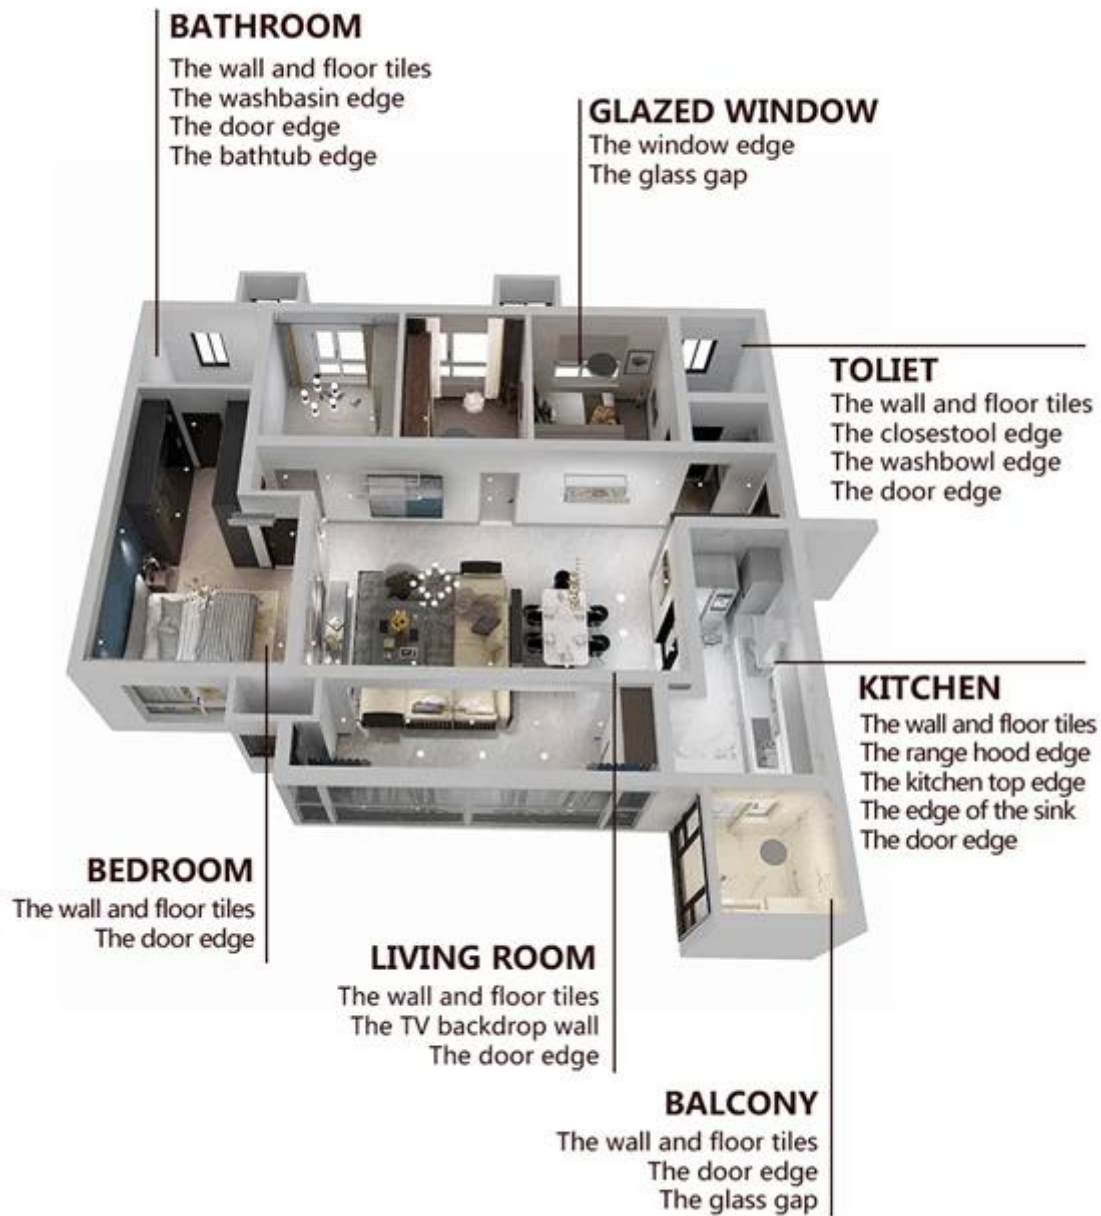 BATHROOM
The wall and floor tiles
The washbasin edge
The door edge
The bathtub edge
GLAZED WINDOW
The window edge
The glass gap
TOLIET
The wall and floor tiles
The closestool edge
The washbowl edge
The door edge
KITCHEN
The wall and floor tiles
The range hood edge
The kitchen top edge
The edge of the sink
The door edge
BEDROOM
The wall and floor tiles
The door edge
LIVING ROOM
The wall and floor tiles
The TV backdrop wall
The door edge
BALCONY
The wall and floor tiles
The door edge
The glass gap